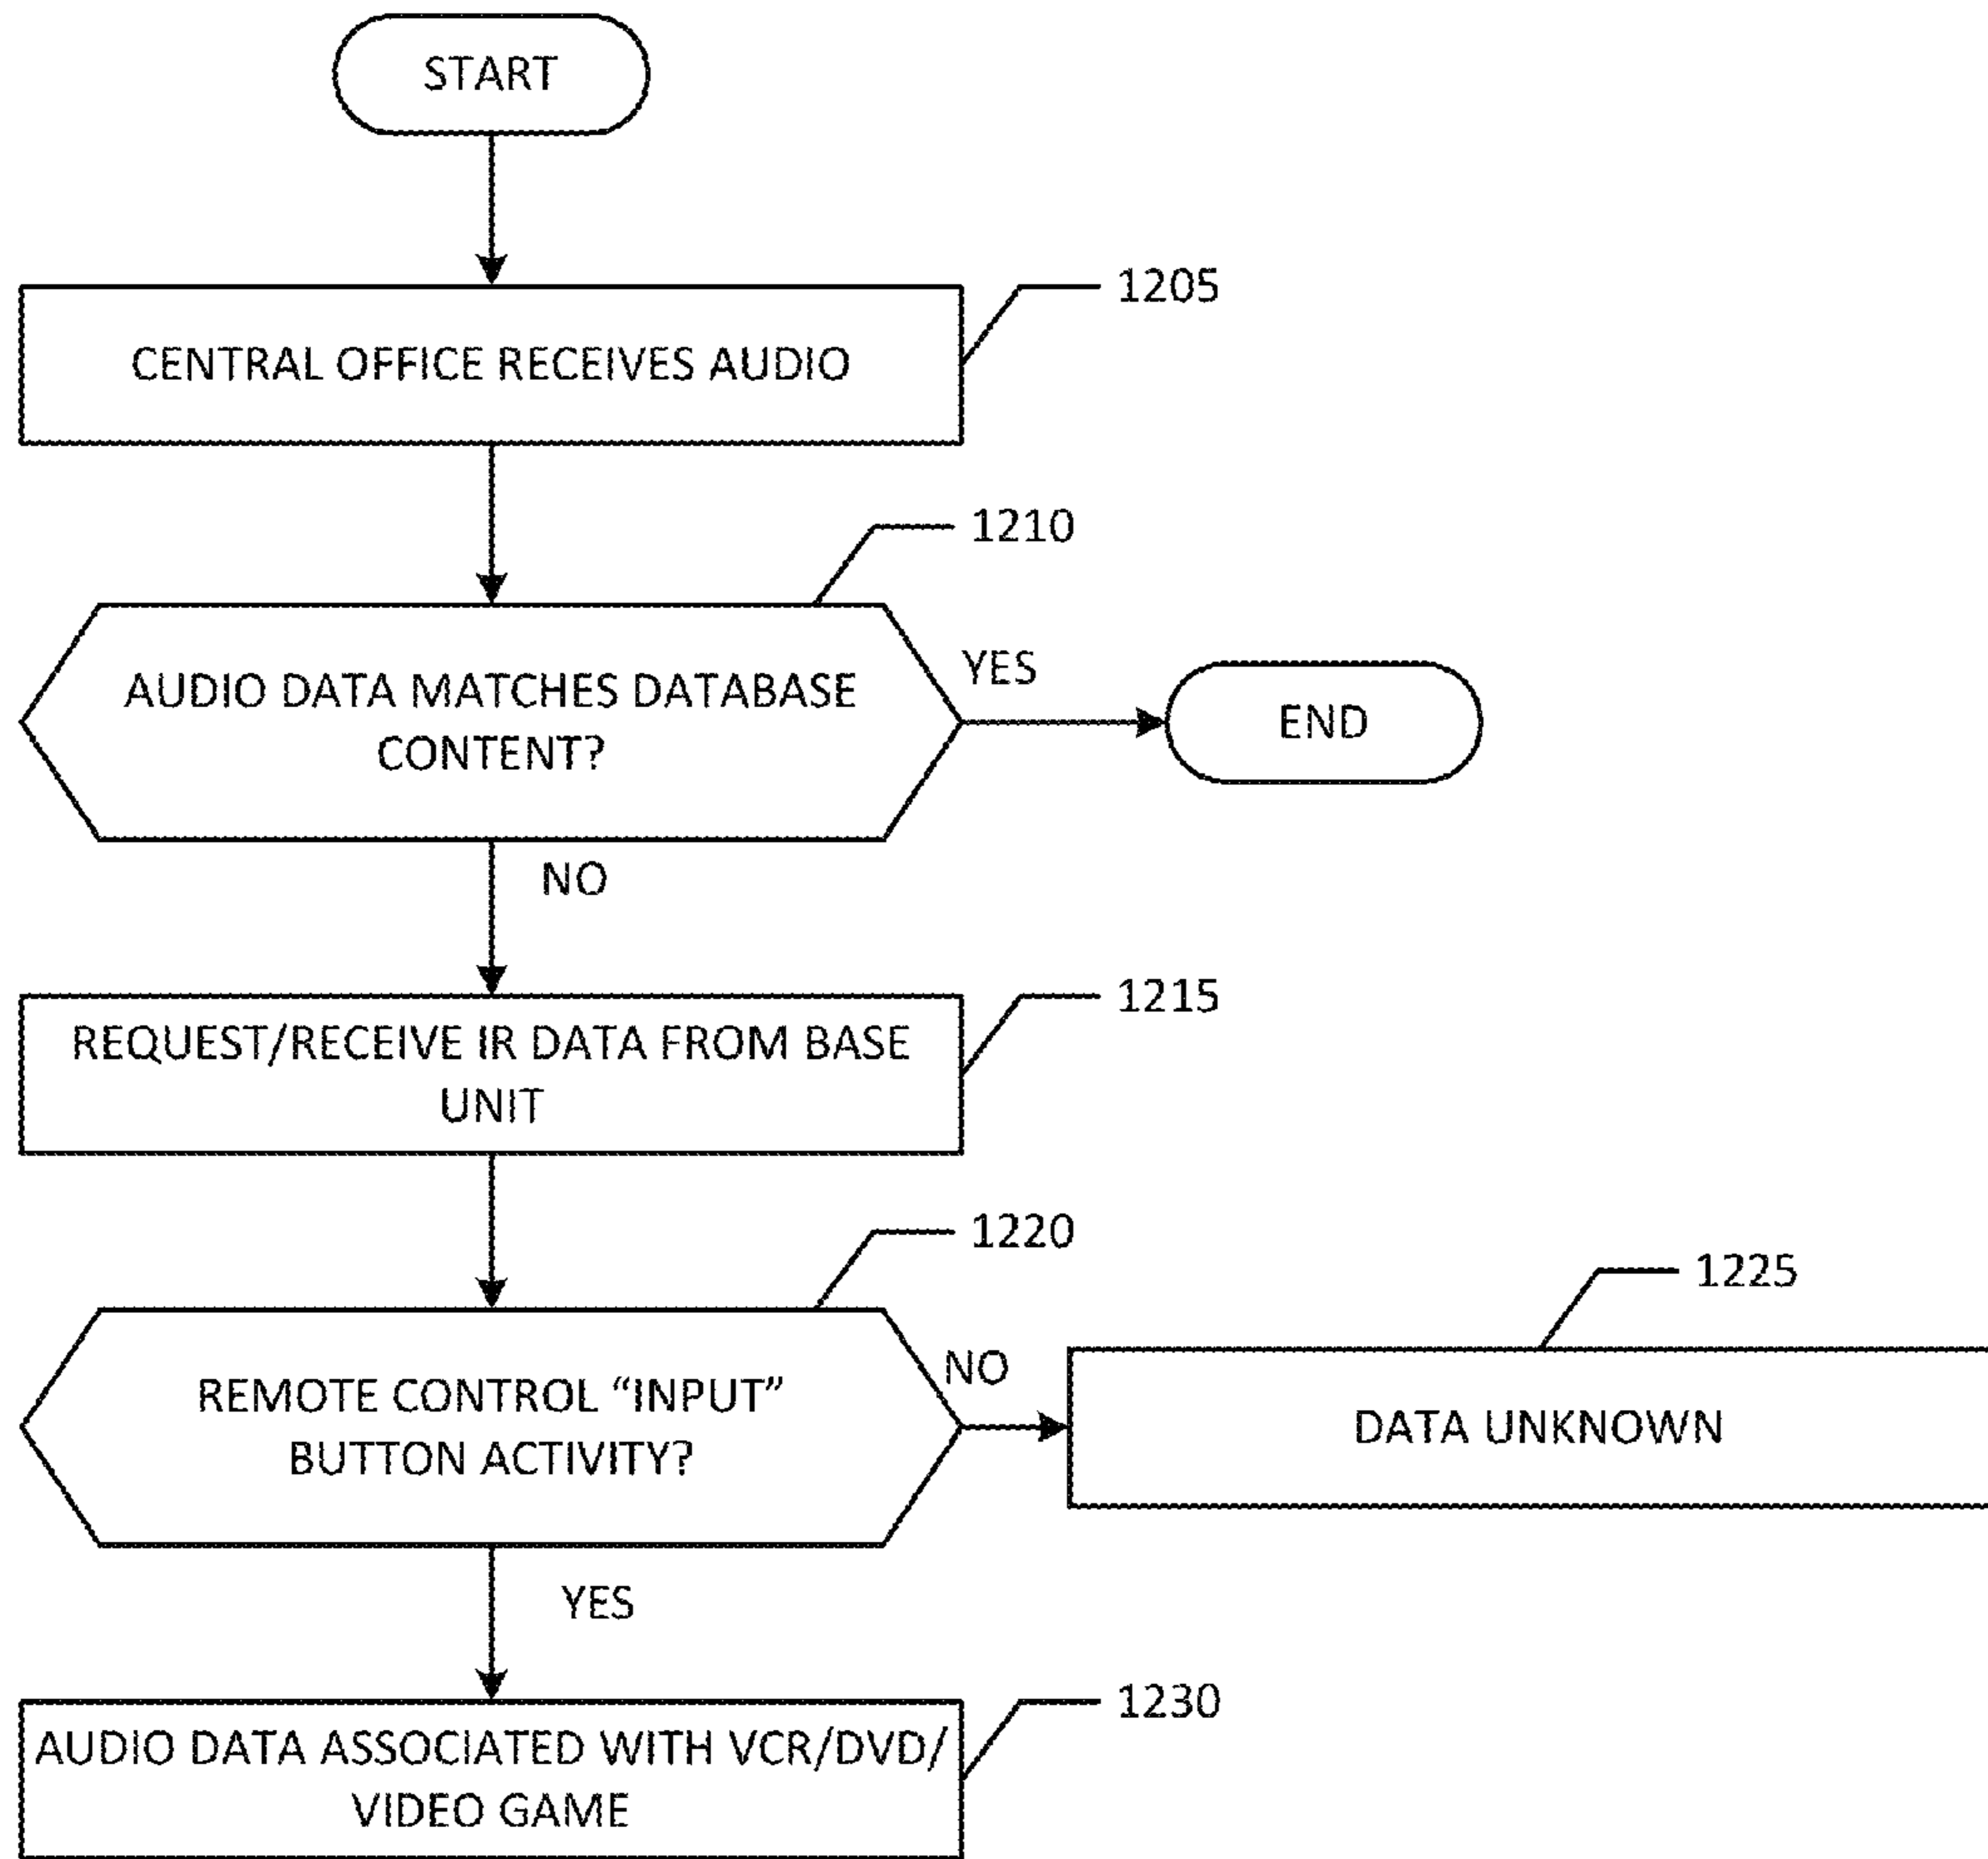 START
1205
CENTRAL OFFICE RECEIVES AUDIO
1210
AUDIO DATA MATCHES DATABASE
CONTENT?
YES
END
NO
1215
REQUEST/RECEIVE IR DATA FROM BASE
UNIT
1220
1225
REMOTE CONTROL “INPUT”
BUTTON ACTIVITY?
NO
DATA UNKNOWN
YES
1230
AUDIO DATA ASSOCIATED WITH VCR/DVD/
VIDEO GAME